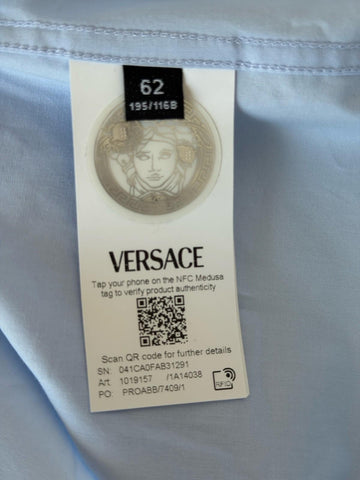 62
195/116B
VERSACE
Tap your phone on the NFC Medusa
tag to verify product authenticity
Scan QR code for further details
SN: 041CA0FAB31291
Art: 1019157 /1A14038
PO: PROABB/7409/1
RFID